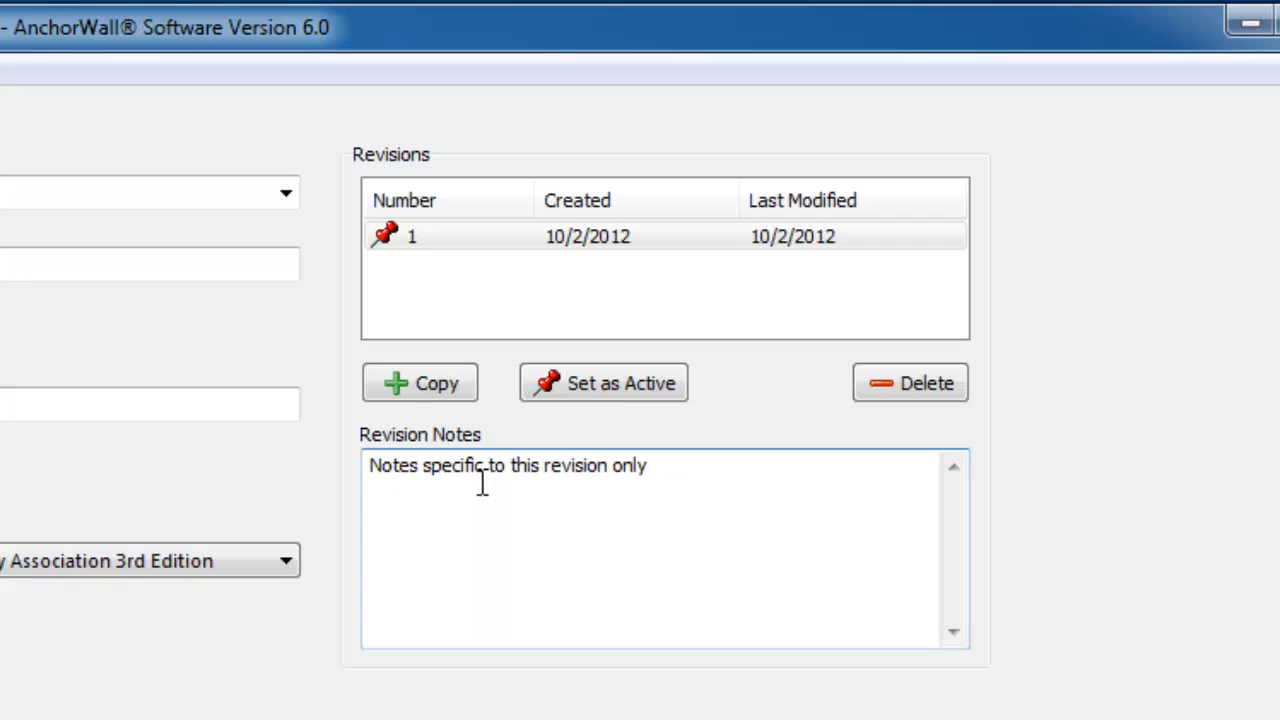 - AnchorWall® Software Version 6.0
Revisions
Number Created Last Modified
1 10/2/2012 10/2/2012
Copy Set as Active Delete
Revision Notes
Notes specific to this revision only
y Association 3rd Edition